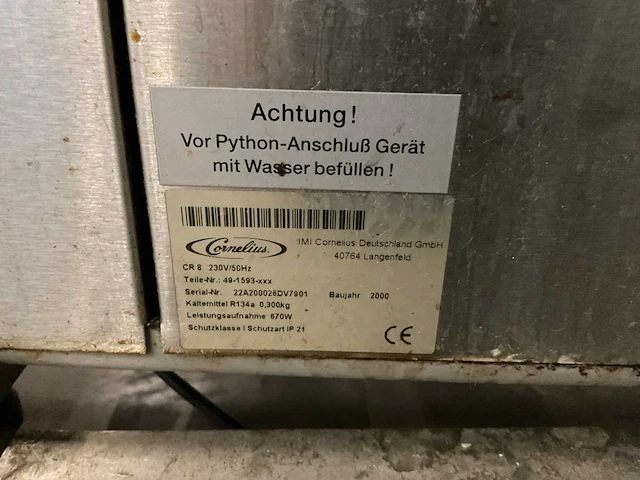 Achtung!
Vor Python-Anschluß Gerät
mit Wasser befüllen!
Cornelius.
IMI Cornelius Deutschland GmbH
40764 Langenfeld
CR 8 230V/50Hz
Teile-Nr.: 49-1593-xxx
Serial-Nr. 22A200026DV7901 Baujahr 2000
Kältemittel R134a 0,300kg
Leistungsaufnahme 670W
Schutzklasse I Schutzart IP 21
CE